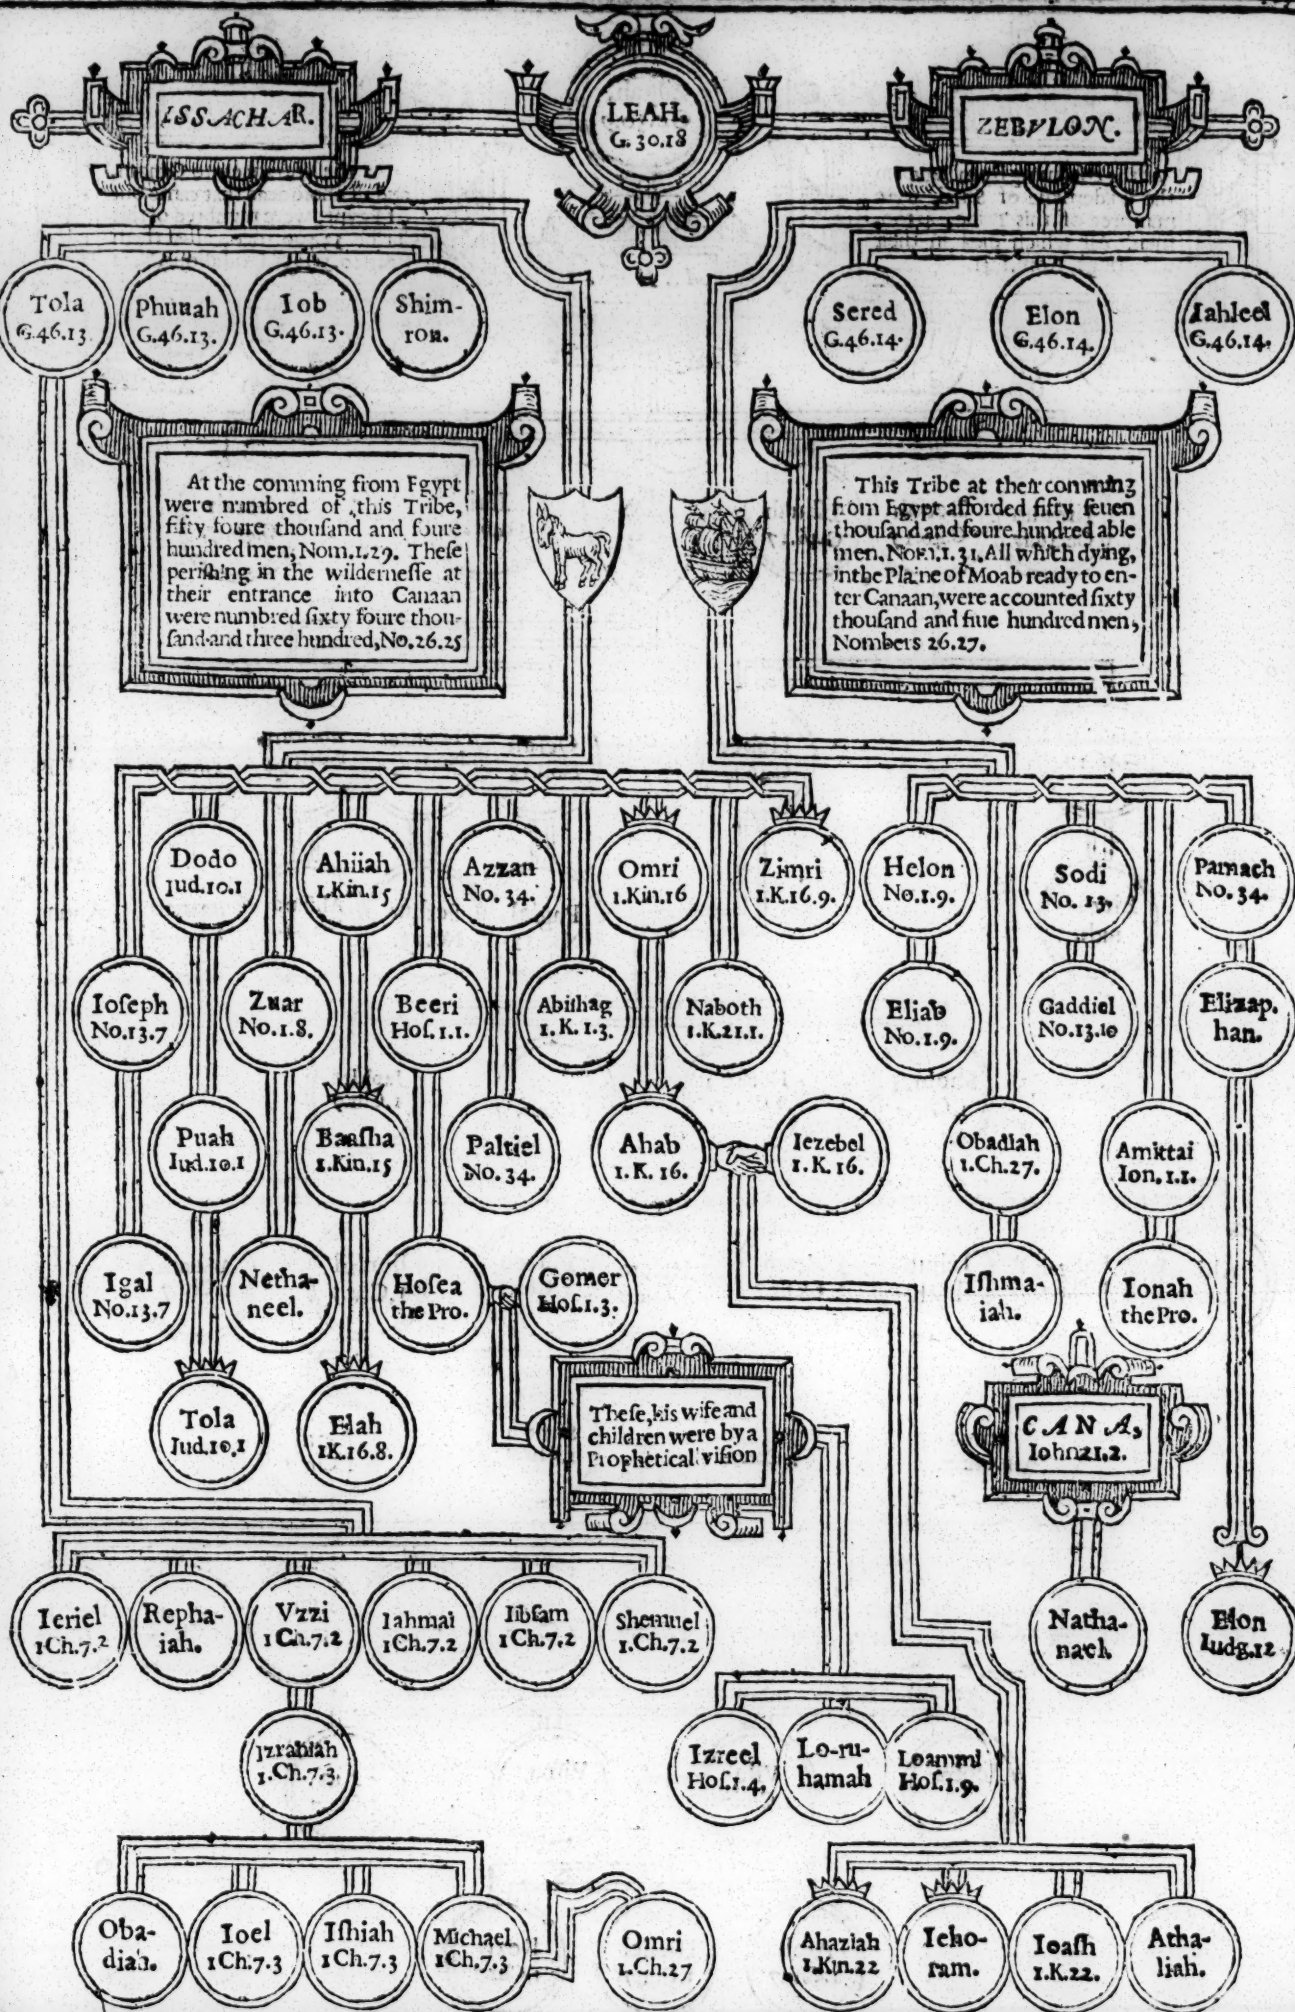 ISSACHAR.
LEAH.
G. 30.18
ZEBVLON.
Tola
G.46.13
Phuuah
G.46.13.
Iob
G.46.13.
Shim-
ron.
Sered
G.46.14.
Elon
G.46.14.
Iahleel
G.46.14.
At the comming from Egypt
were numbred of this Tribe,
fifty foure thouſand and foure
hundred men, Nom.1.29. Theſe
periſhing in the wilderneſſe at
their entrance into Canaan
were numbred ſixty foure thou-
ſand and three hundred, No.26.25
This Tribe at their comming
from Egypt afforded fifty ſeuen
thouſand and foure hundred able
men. Nom.1.31. All which dying,
in the Plaine of Moab ready to en-
ter Canaan, were accounted ſixty
thouſand and fiue hundred men,
Nombers 26.27.
Dodo
Iud.10.1
Ahiiah
1.Kin.15
Azzan
No. 34.
Omri
1.Kin.16
Zimri
1.K.16.9.
Helon
No.1.9.
Sodi
No. 13.
Parnach
No. 34.
Ioſeph
No.13.7
Zuar
No.1.8.
Beeri
Hoſ.1.1.
Abiſhag
1. K. 1.3.
Naboth
1.K.21.1.
Eliab
No.1.9.
Gaddiel
No.13.10
Elizap.
han.
Puah
Iud.10.1
Baaſha
1.Kin.15
Paltiel
No. 34.
Ahab
1. K. 16.
Iezebel
1. K. 16.
Obadiah
1.Ch.27.
Amittai
Ion. 1.1.
Igal
No.13.7
Netha-
neel.
Hoſea
the Pro.
Gomer
Hoſ.1.3.
Iſhma-
iah.
Ionah
the Pro.
Tola
Iud.10.1
Elah
1K.16.8.
Theſe, his wife and
children were by a
Prophetical viſion
CANA,
Iohn 21.2.
Ieriel
1Ch.7.2
Repha-
iah.
Vzzi
1Ch.7.2
Iahmai
1Ch.7.2
Iibſam
1Ch.7.2
Shemuel
1.Ch.7.2
Natha-
nael.
Elon
Iudg.12
Izrahiah
1.Ch.7.3.
Izreel
Hoſ.1.4.
Lo-ru-
hamah
Loammi
Hoſ.1.9.
Oba-
diah.
Ioel
1Ch.7.3
Iſhiah
1Ch.7.3
Michael
1Ch.7.3
Omri
1.Ch.27
Ahaziah
1.Kin.22
Ieho-
ram.
Ioaſh
1.K.22.
Atha-
liah.